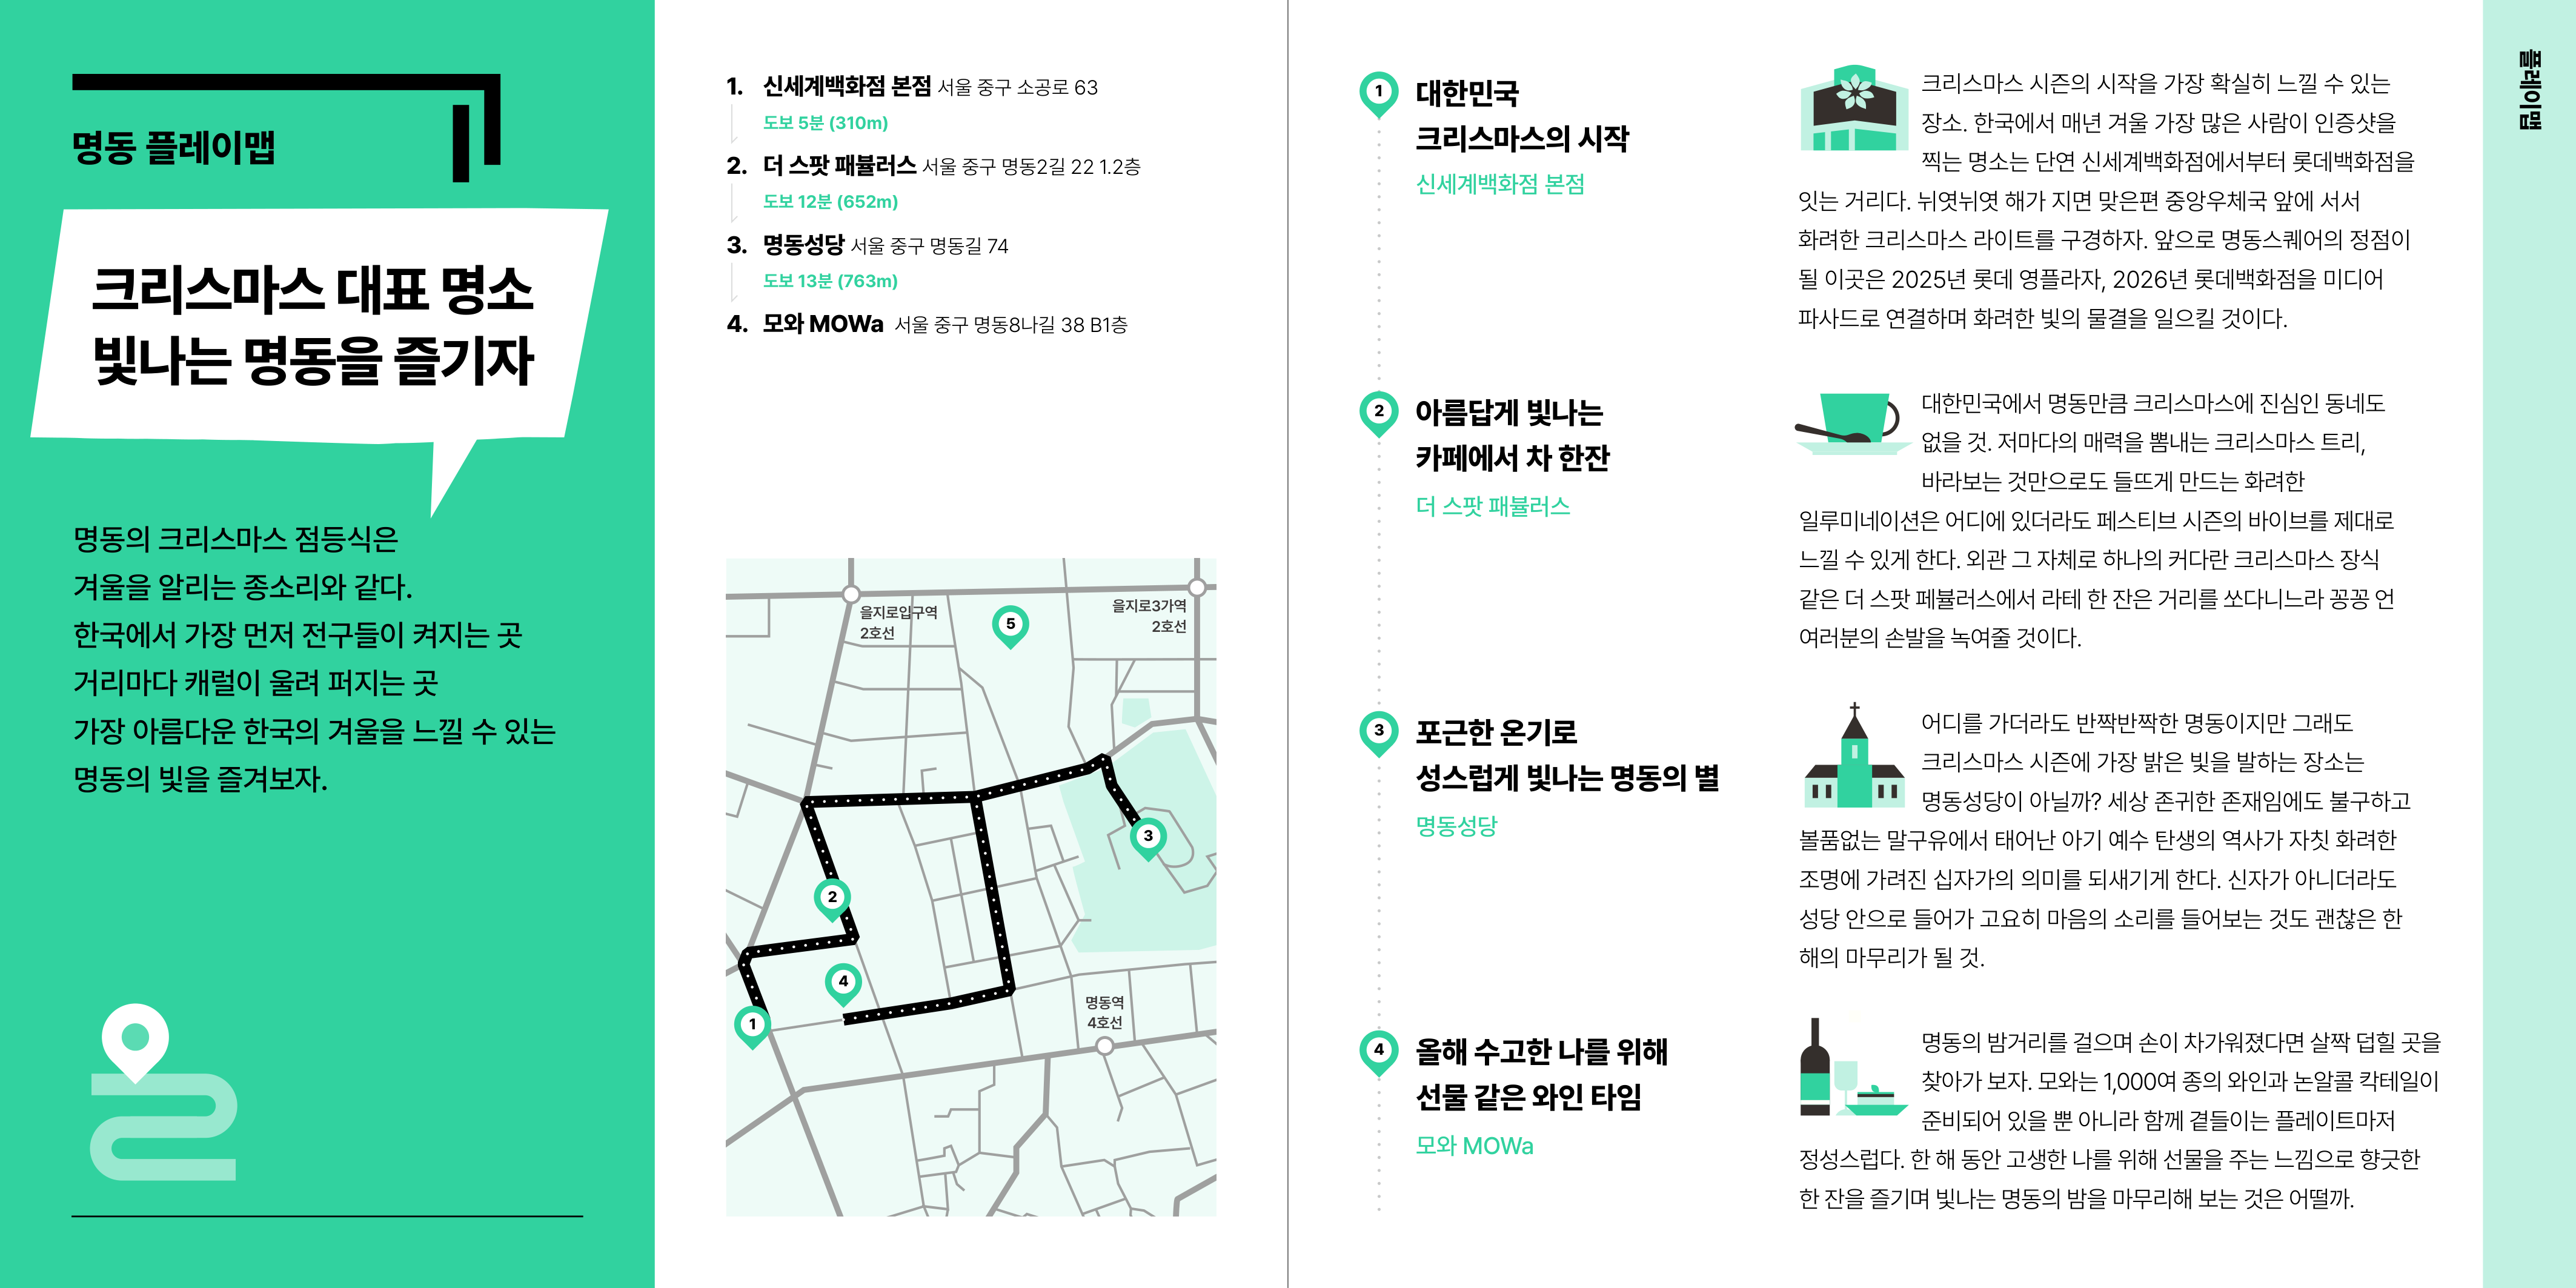 명동 플레이맵
크리스마스 대표 명소
빛나는 명동을 즐기자
명동의 크리스마스 점등식은
겨울을 알리는 종소리와 같다.
한국에서 가장 먼저 전구들이 켜지는 곳
거리마다 캐럴이 울려 퍼지는 곳
가장 아름다운 한국의 겨울을 느낄 수 있는
명동의 빛을 즐겨보자.
1. 신세계백화점 본점 서울 중구 소공로 63
도보 5분 (310m)
2. 더 스팟 패뷸러스 서울 중구 명동2길 22 1.2층
도보 12분 (652m)
3. 명동성당 서울 중구 명동길 74
도보 13분 (763m)
4. 모와 MOWa 서울 중구 명동8나길 38 B1층
을지로입구역
2호선
5
을지로3가역
2호선
3
2
4
1
명동역
4호선
1
대한민국
크리스마스의 시작
신세계백화점 본점
크리스마스 시즌의 시작을 가장 확실히 느낄 수 있는
장소. 한국에서 매년 겨울 가장 많은 사람이 인증샷을
찍는 명소는 단연 신세계백화점에서부터 롯데백화점을
잇는 거리다. 뉘엿뉘엿 해가 지면 맞은편 중앙우체국 앞에 서서
화려한 크리스마스 라이트를 구경하자. 앞으로 명동스퀘어의 정점이
될 이곳은 2025년 롯데 영플라자, 2026년 롯데백화점을 미디어
파사드로 연결하며 화려한 빛의 물결을 일으킬 것이다.
2
아름답게 빛나는
카페에서 차 한잔
더 스팟 패뷸러스
대한민국에서 명동만큼 크리스마스에 진심인 동네도
없을 것. 저마다의 매력을 뽐내는 크리스마스 트리,
바라보는 것만으로도 들뜨게 만드는 화려한
일루미네이션은 어디에 있더라도 페스티브 시즌의 바이브를 제대로
느낄 수 있게 한다. 외관 그 자체로 하나의 커다란 크리스마스 장식
같은 더 스팟 페뷸러스에서 라테 한 잔은 거리를 쏘다니느라 꽁꽁 언
여러분의 손발을 녹여줄 것이다.
3
포근한 온기로
성스럽게 빛나는 명동의 별
명동성당
어디를 가더라도 반짝반짝한 명동이지만 그래도
크리스마스 시즌에 가장 밝은 빛을 발하는 장소는
명동성당이 아닐까? 세상 존귀한 존재임에도 불구하고
볼품없는 말구유에서 태어난 아기 예수 탄생의 역사가 자칫 화려한
조명에 가려진 십자가의 의미를 되새기게 한다. 신자가 아니더라도
성당 안으로 들어가 고요히 마음의 소리를 들어보는 것도 괜찮은 한
해의 마무리가 될 것.
4
올해 수고한 나를 위해
선물 같은 와인 타임
모와 MOWa
명동의 밤거리를 걸으며 손이 차가워졌다면 살짝 덥힐 곳을
찾아가 보자. 모와는 1,000여 종의 와인과 논알콜 칵테일이
준비되어 있을 뿐 아니라 함께 곁들이는 플레이트마저
정성스럽다. 한 해 동안 고생한 나를 위해 선물을 주는 느낌으로 향긋한
한 잔을 즐기며 빛나는 명동의 밤을 마무리해 보는 것은 어떨까.
플레이맵